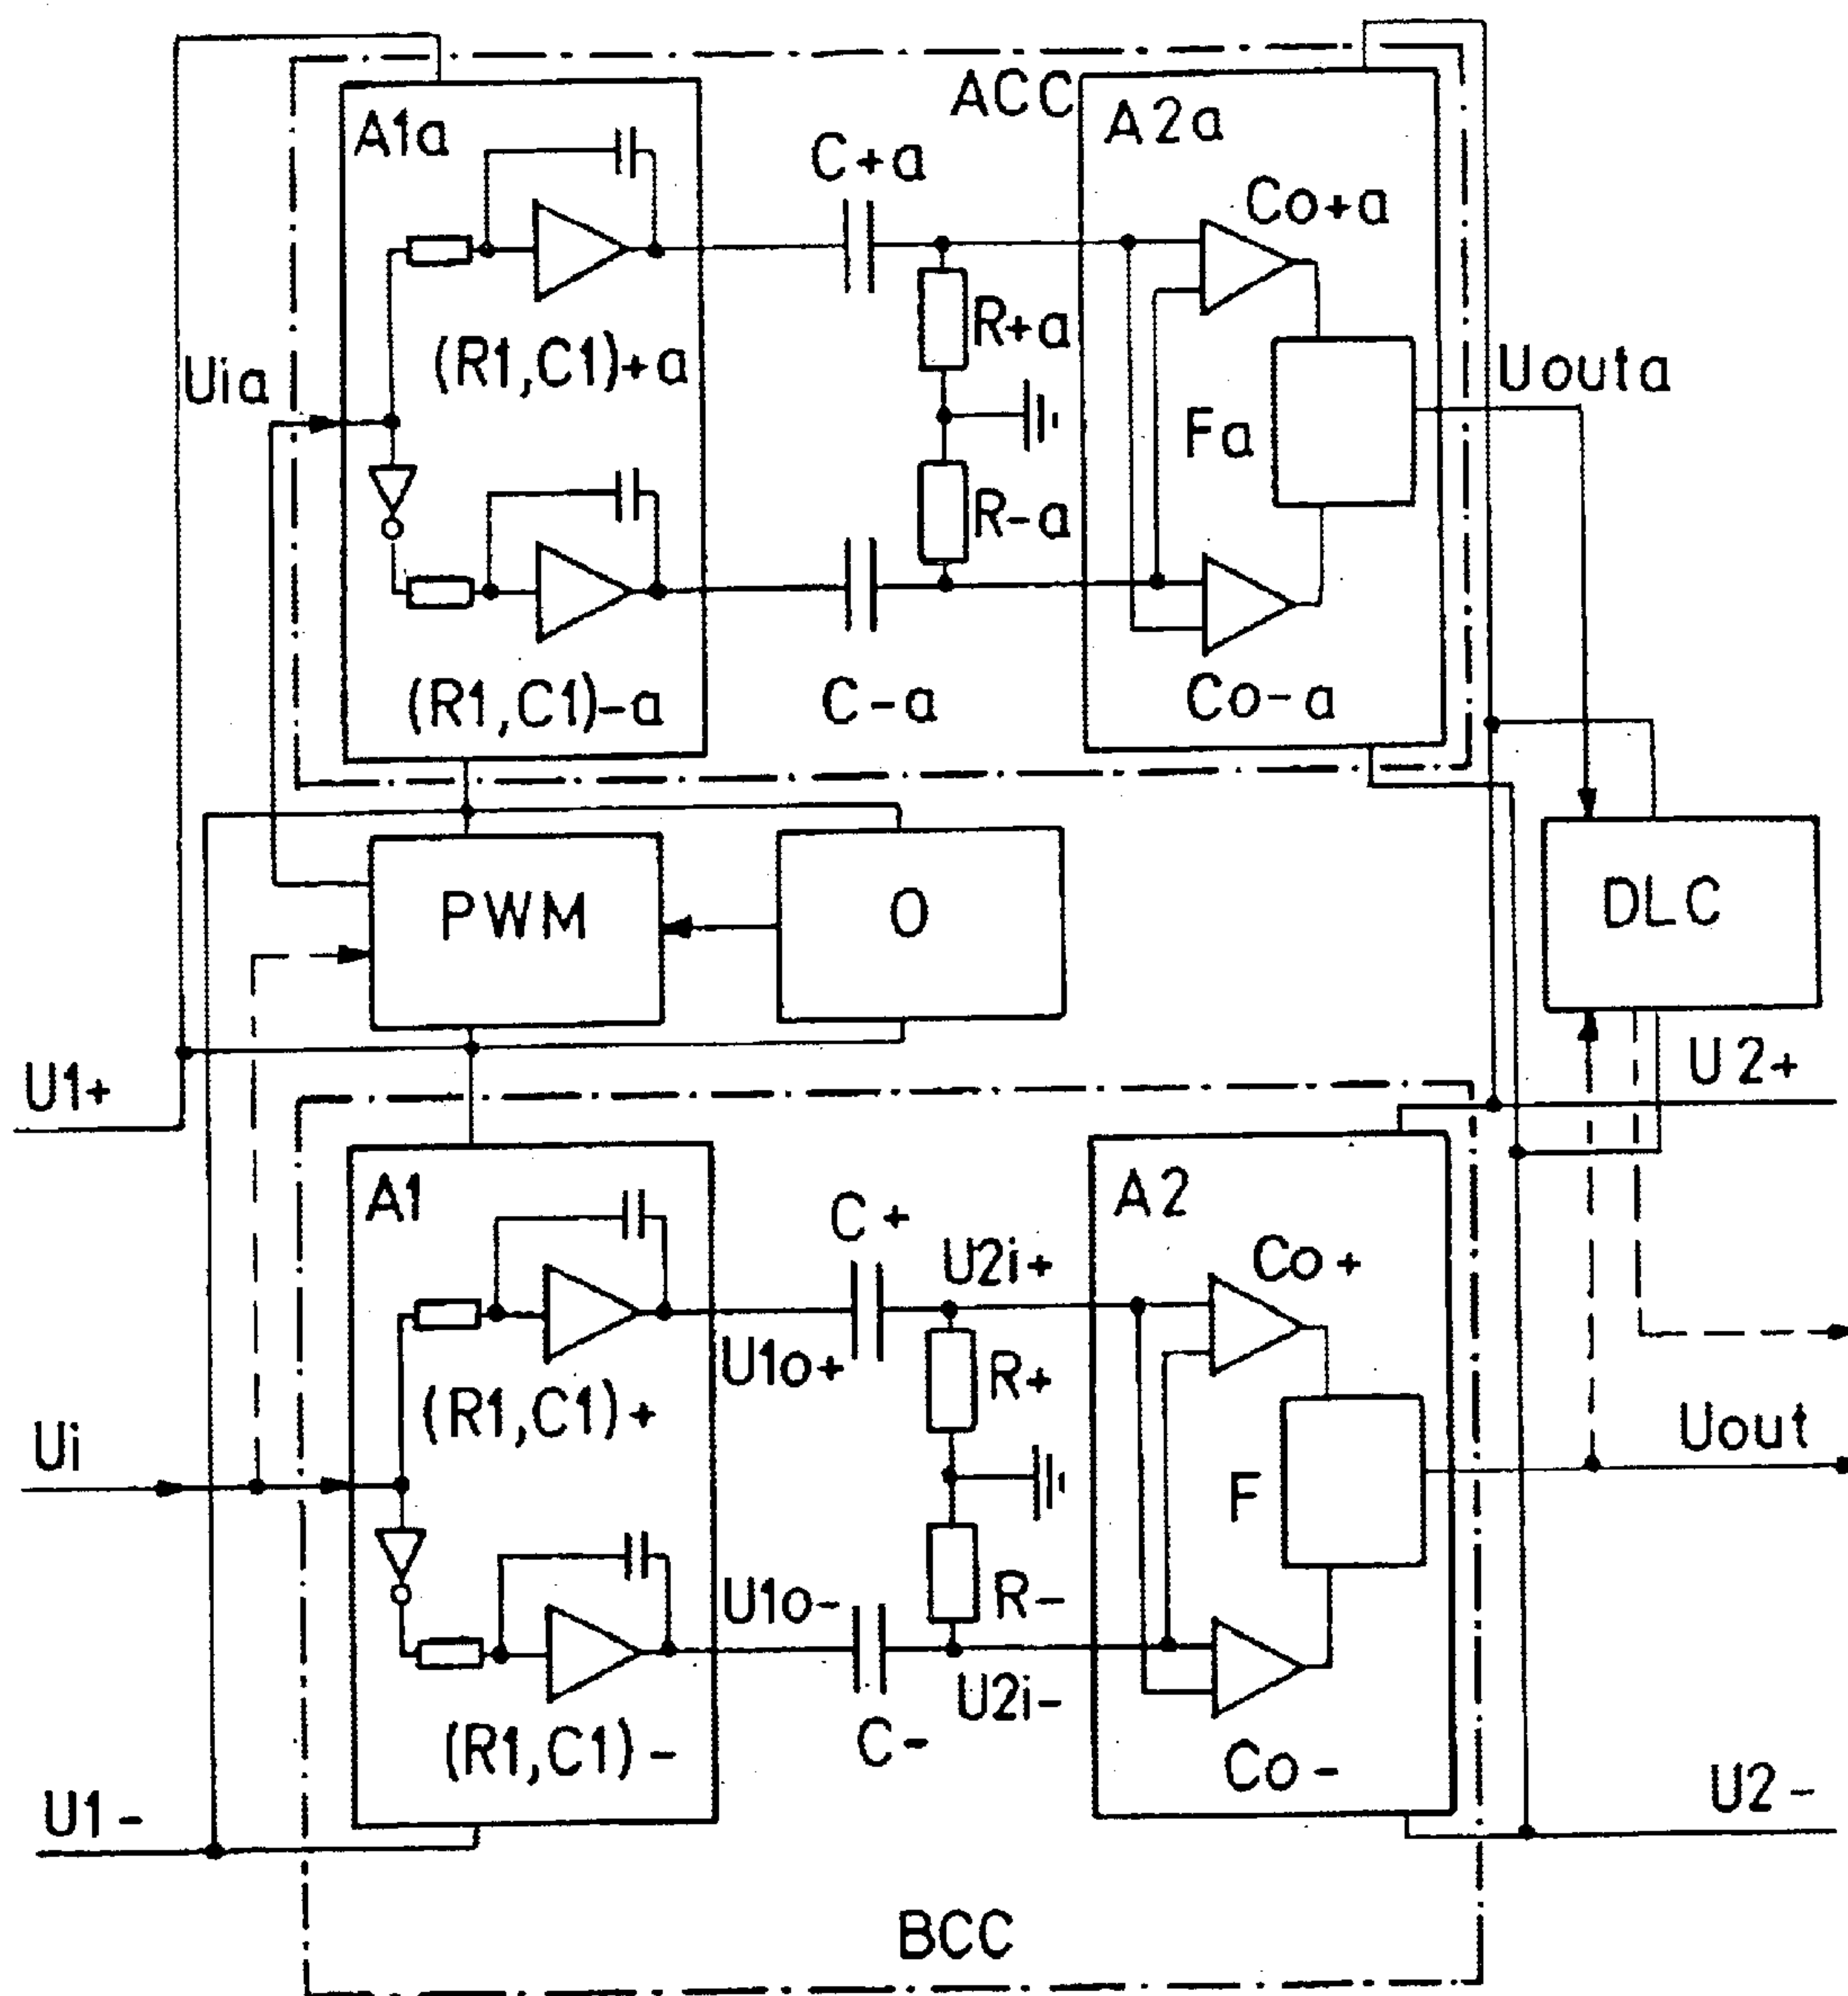 ACC
A1a
A2a
C+a
Co+a
(R1,C1)+a
R+a
Uia
Uouta
Fa
R-a
(R1,C1)-a
C-a
Co-a
PWM
O
DLC
U1+
U2+
A1
A2
C+
U2i+
Co+
U1o+
R+
(R1,C1)+
Ui
Uout
F
U1o-
R-
U2i-
(R1,C1)-
C-
Co-
U1-
U2-
BCC